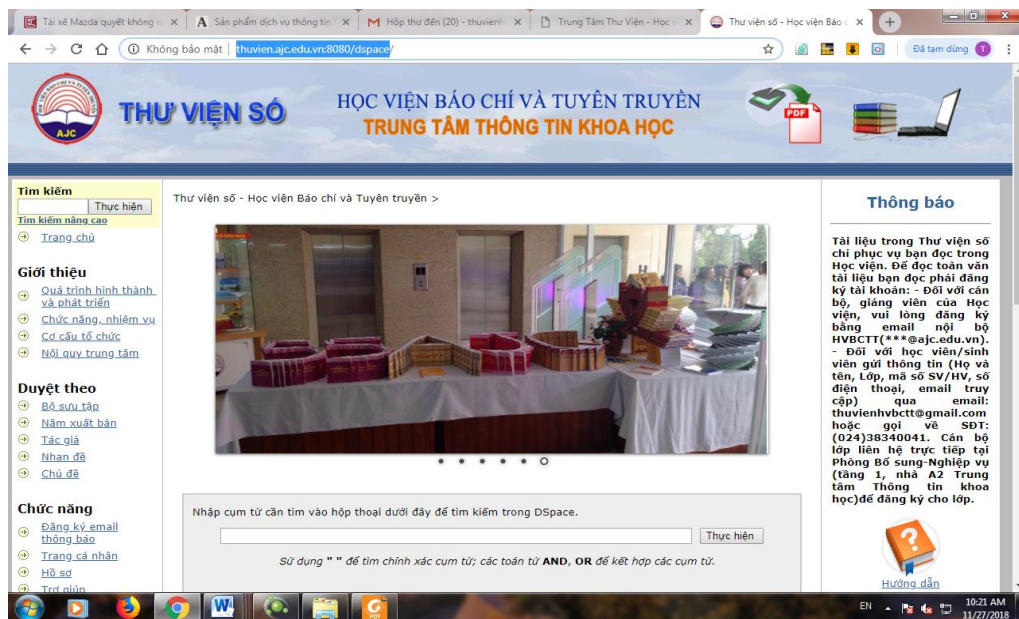 Tài xế Mazda quyết không n
Sản phẩm dịch vụ thông tin
Hộp thư đến (20) - thuvienh
Trung Tâm Thư Viện - Học v
Thư viện số - Học viện Báo c
Không bảo mật | thuvien.ajc.edu.vn:8080/dspace/
Đã tạm dừng
T
AJC
THƯ VIỆN SỐ
HỌC VIỆN BÁO CHÍ VÀ TUYÊN TRUYỀN
TRUNG TÂM THÔNG TIN KHOA HỌC
PDF
Tìm kiếm
Thực hiện
Tìm kiếm nâng cao
Trang chủ
Giới thiệu
Quá trình hình thành
và phát triển
Chức năng, nhiệm vụ
Cơ cấu tổ chức
Nội quy trung tâm
Duyệt theo
Bộ sưu tập
Năm xuất bản
Tác giả
Nhan đề
Chủ đề
Chức năng
Đăng ký email
thông báo
Trang cá nhân
Hồ sơ
Trợ giúp
Thư viện số - Học viện Báo chí và Tuyên truyền >
Nhập cụm từ cần tìm vào hộp thoại dưới đây để tìm kiếm trong DSpace.
Thực hiện
Sử dụng " " để tìm chính xác cụm từ; các toán tử AND, OR để kết hợp các cụm từ.
Thông báo
Tài liệu trong Thư viện số
chỉ phục vụ bạn đọc trong
Học viện. Để đọc toàn văn
tài liệu bạn đọc phải đăng
ký tài khoản: - Đối với cán
bộ, giảng viên của Học
viện, vui lòng đăng ký
bằng email nội bộ
HVBCTT(***@ajc.edu.vn).
- Đối với học viên/sinh
viên gửi thông tin (Họ và
tên, Lớp, mã số SV/HV, số
điện thoại, email truy
cập) qua email:
thuvienhvbctt@gmail.com
hoặc gọi về SĐT:
(024)38340041. Cán bộ
lớp liên hệ trực tiếp tại
Phòng Bổ sung-Nghiệp vụ
(tầng 1, nhà A2 Trung
tâm Thông tin khoa
học)để đăng ký cho lớp.
Hướng dẫn
EN
10:21 AM
11/27/2018